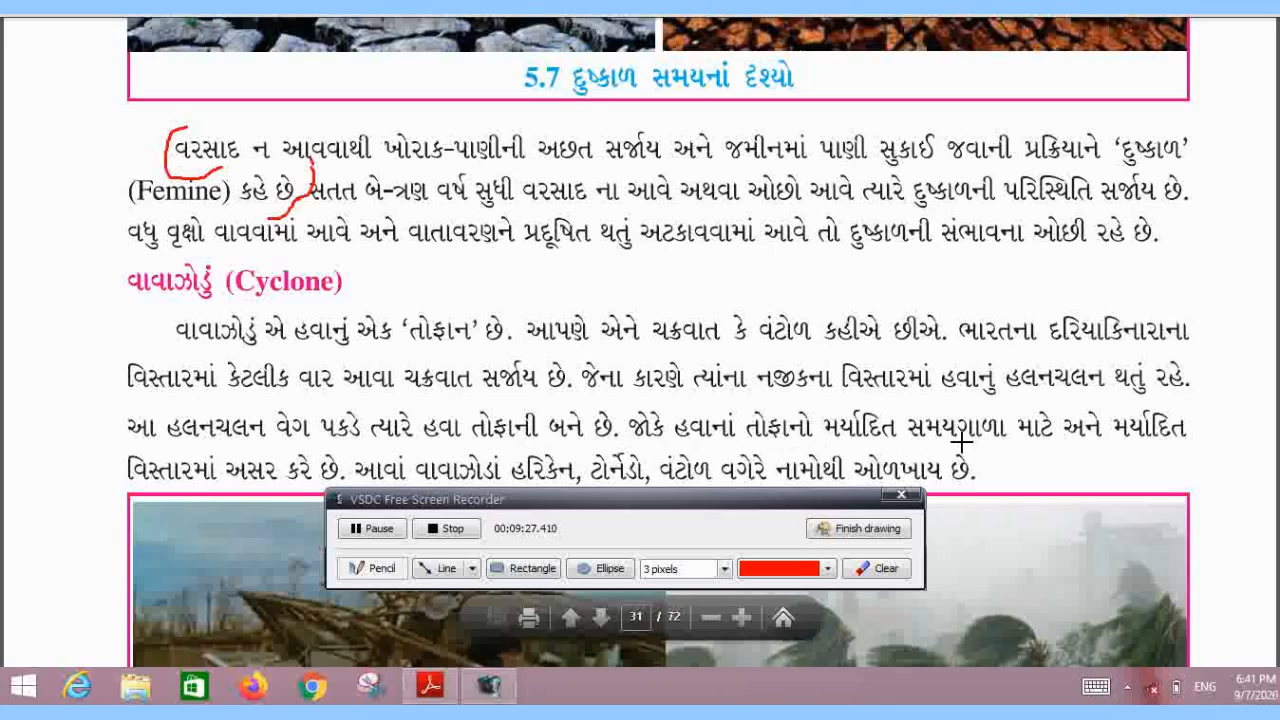 5.7 દુષ્કાળ સમયનાં દૃશ્યો
વરસાદ ન આવવાથી ખોરાક-પાણીની અછત સર્જાય અને જમીનમાં પાણી સુકાઈ જવાની પ્રક્રિયાને ‘દુષ્કાળ’
(Femine) કહે છે. સતત બે-ત્રણ વર્ષ સુધી વરસાદ ના આવે અથવા ઓછો આવે ત્યારે દુષ્કાળની પરિસ્થિતિ સર્જાય છે.
વધુ વૃક્ષો વાવવામાં આવે અને વાતાવરણને પ્રદૂષિત થતું અટકાવવામાં આવે તો દુષ્કાળની સંભાવના ઓછી રહે છે.
વાવાઝોડું (Cyclone)
વાવાઝોડું એ હવાનું એક ‘તોફાન’ છે. આપણે એને ચક્રવાત કે વંટોળ કહીએ છીએ. ભારતના દરિયાકિનારાના
વિસ્તારમાં કેટલીક વાર આવા ચક્રવાત સર્જાય છે. જેના કારણે ત્યાંના નજીકના વિસ્તારમાં હવાનું હલનચલન થતું રહે.
આ હલનચલન વેગ પકડે ત્યારે હવા તોફાની બને છે. જોકે હવાનાં તોફાનો મર્યાદિત સમયગાળા માટે અને મર્યાદિત
વિસ્તારમાં અસર કરે છે. આવાં વાવાઝોડાં હરિકેન, ટોર્નેડો, વંટોળ વગેરે નામોથી ઓળખાય છે.
VSDC Free Screen Recorder
Pause Stop 00:09:27.410 Finish drawing
Pencil Line Rectangle Ellipse 3 pixels Clear
31 / 72
ENG 6:41 PM
9/7/2020